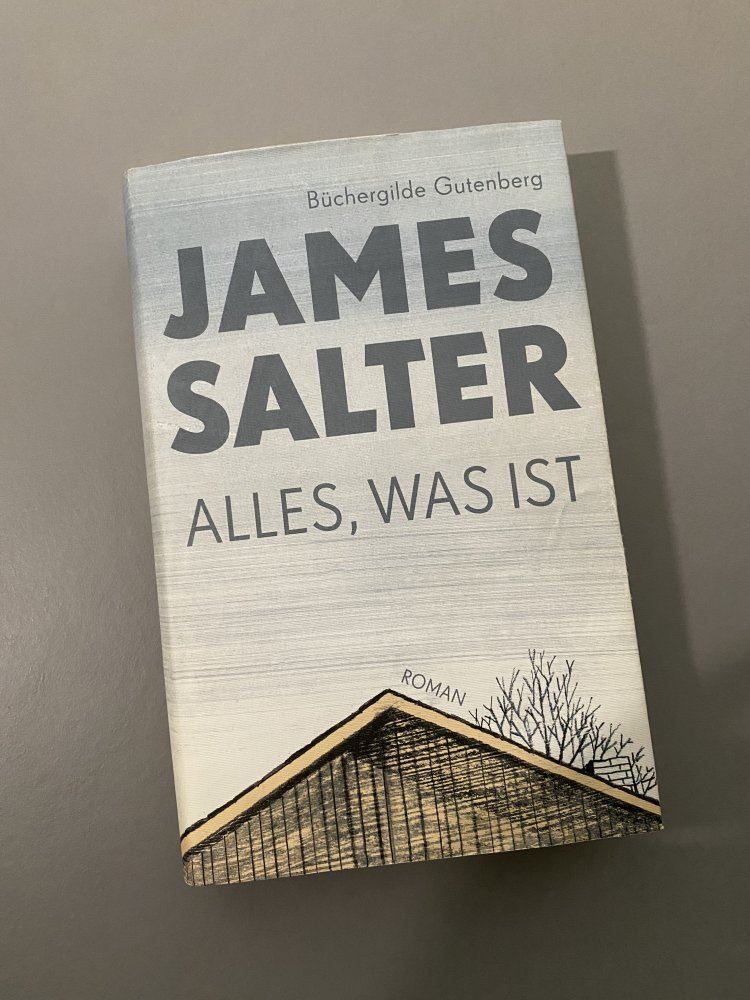 Büchergilde Gutenberg
JAMES
SALTER
ALLES, WAS IST
ROMAN